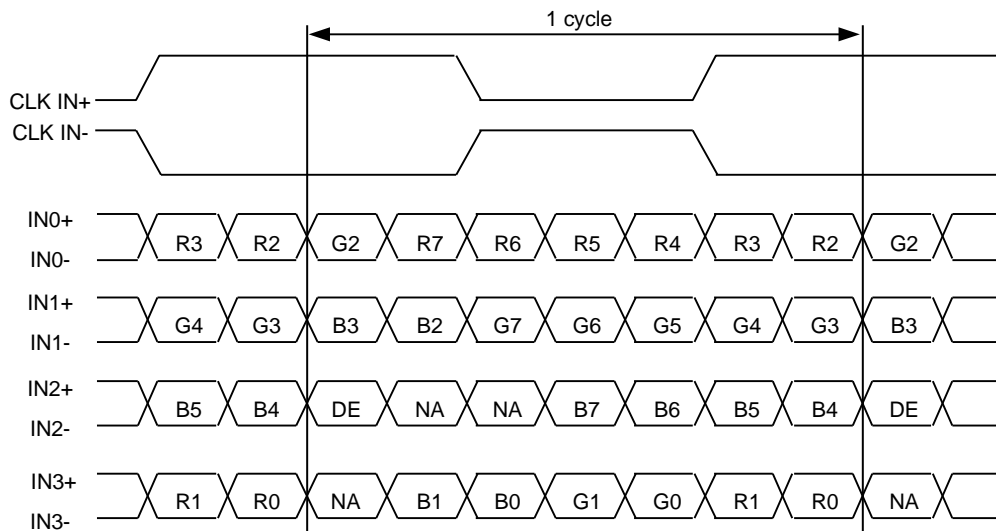 1 cycle
CLK IN+
CLK IN-
IN0+
R3 R2 G2 R7 R6 R5 R4 R3 R2 G2
IN0-
IN1+
G4 G3 B3 B2 G7 G6 G5 G4 G3 B3
IN1-
IN2+
B5 B4 DE NA NA B7 B6 B5 B4 DE
IN2-
IN3+
R1 R0 NA B1 B0 G1 G0 R1 R0 NA
IN3-